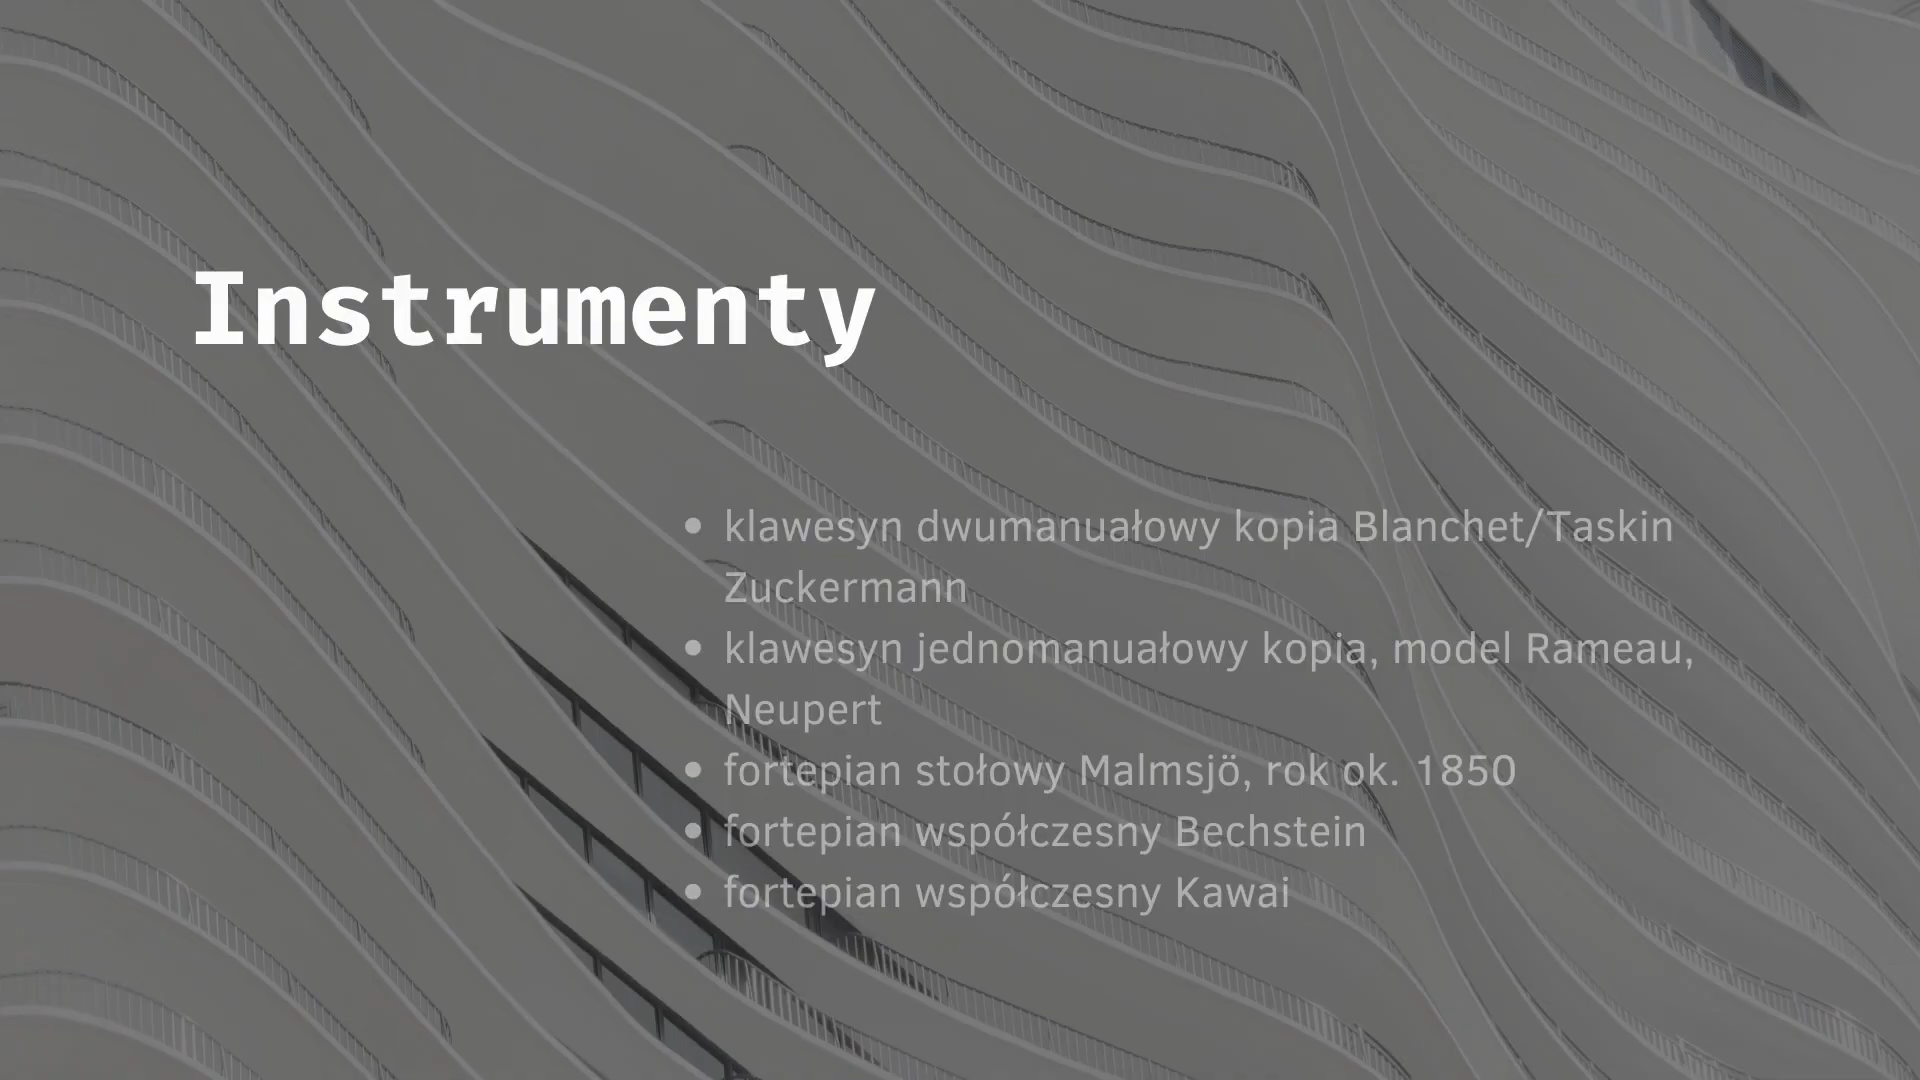 Instrumenty
• klawesyn dwumanuałowy kopia Blanchet/Taskin
Zuckermann
• klawesyn jednomanuałowy kopia, model Rameau,
Neupert
• fortepian stołowy Malmsjö, rok ok. 1850
• fortepian współczesny Bechstein
• fortepian współczesny Kawai